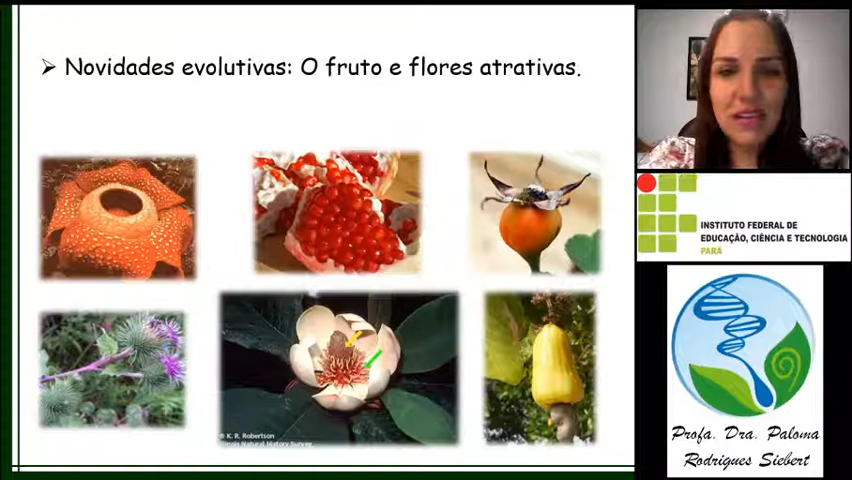 Novidades evolutivas: O fruto e flores atrativas.
© K. R. Robertson
Illinois Natural History Survey
INSTITUTO FEDERAL DE
EDUCAÇÃO, CIÊNCIA E TECNOLOGIA
PARÁ
Profa. Dra. Paloma
Rodrigues Siebert